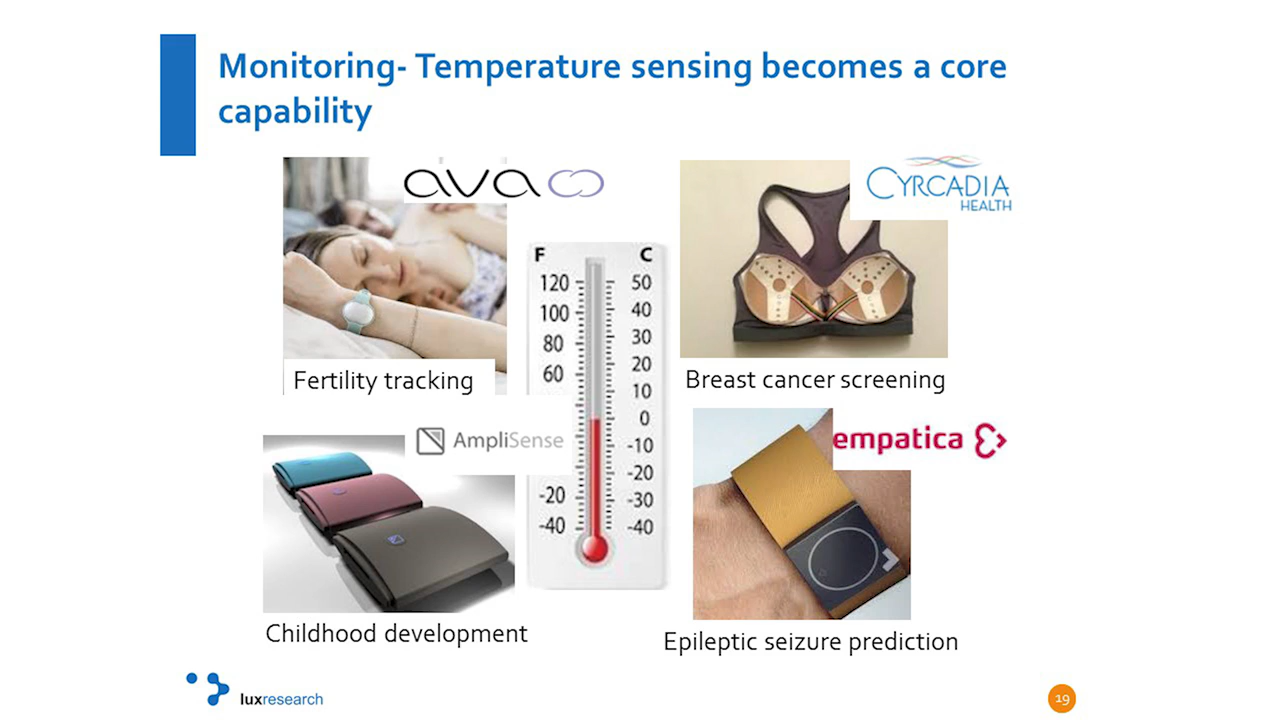 Monitoring- Temperature sensing becomes a core
capability
ava
CYRCADIA
HEALTH
F C
120 50
100 40
80 30
60 20
10
0
-10
-20
-20 -30
-40 -40
Fertility tracking
Breast cancer screening
AmpliSense
empatica
Childhood development
Epileptic seizure prediction
luxresearch
19